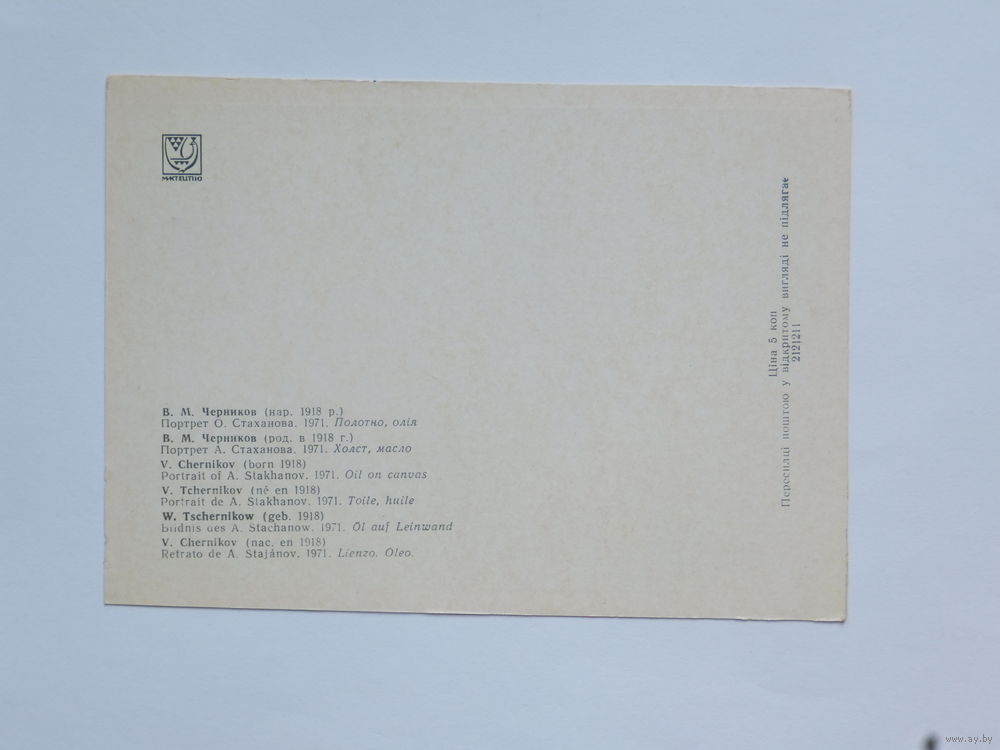 МИСТЕЦТВО
В. М. Черников (нар. 1918 р.)
Портрет О. Стаханова. 1971. Полотно, олія
В. М. Черников (род. в 1918 г.)
Портрет А. Стаханова. 1971. Холст, масло
V. Chernikov (born 1918)
Portrait of A. Stakhanov. 1971. Oil on canvas
V. Tchernikov (né en 1918)
Portrait de A. Stakhanov. 1971. Toile, huile
W. Tschernikow (geb. 1918)
Bildnis des A. Stachanow. 1971. Öl auf Leinwand
V. Chernikov (nac. en 1918)
Retrato de A. Stajánov. 1971. Lienzo. Oleo.
Ціна 5 коп
Пересилці поштою у відкритому вигляді не підлягає
212|211
www.ay.by